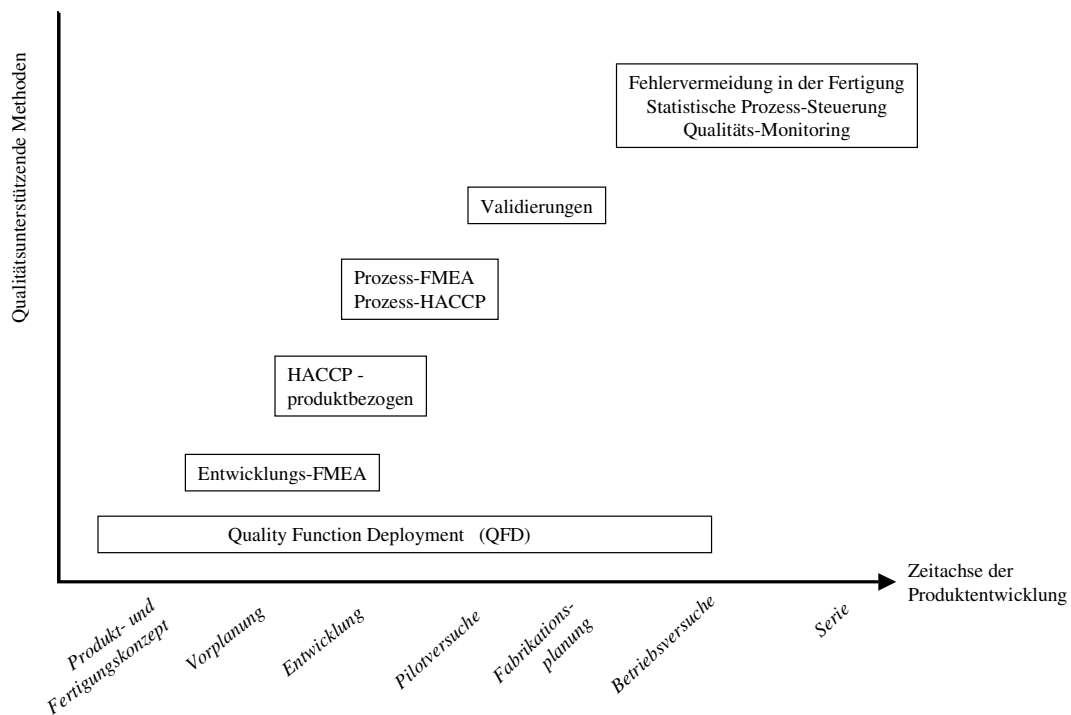 Qualitätsunterstützende Methoden
Fehlervermeidung in der Fertigung
Statistische Prozess-Steuerung
Qualitäts-Monitoring
Validierungen
Prozess-FMEA
Prozess-HACCP
HACCP -
produktbezogen
Entwicklungs-FMEA
Quality Function Deployment (QFD)
Zeitachse der
Produktentwicklung
Produkt- und
Fertigungskonzept
Vorplanung
Entwicklung
Pilotversuche
Fabrikations-
planung
Betriebsversuche
Serie